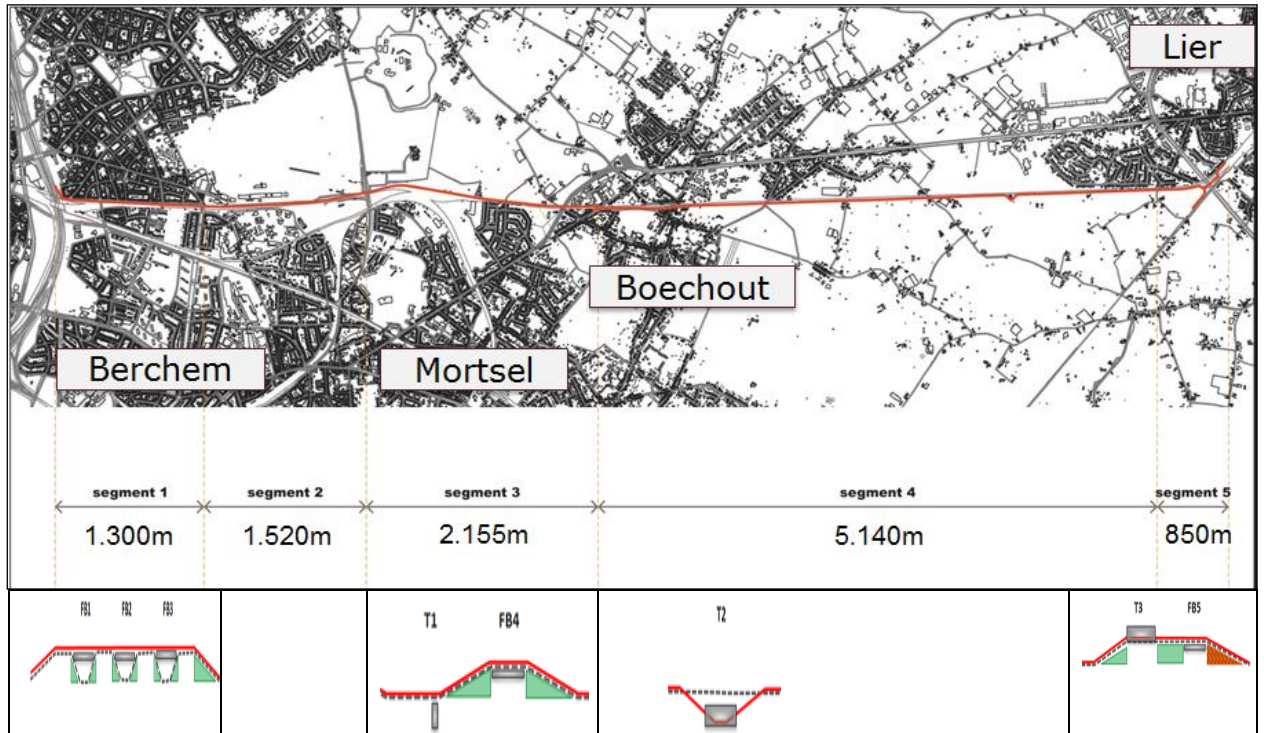 Lier
Boechout
Berchem
Mortsel
segment 1
segment 2
segment 3
segment 4
segment 5
1.300m
1.520m
2.155m
5.140m
850m
FB1
FB2
FB3
T1
FB4
T2
T3
FB5